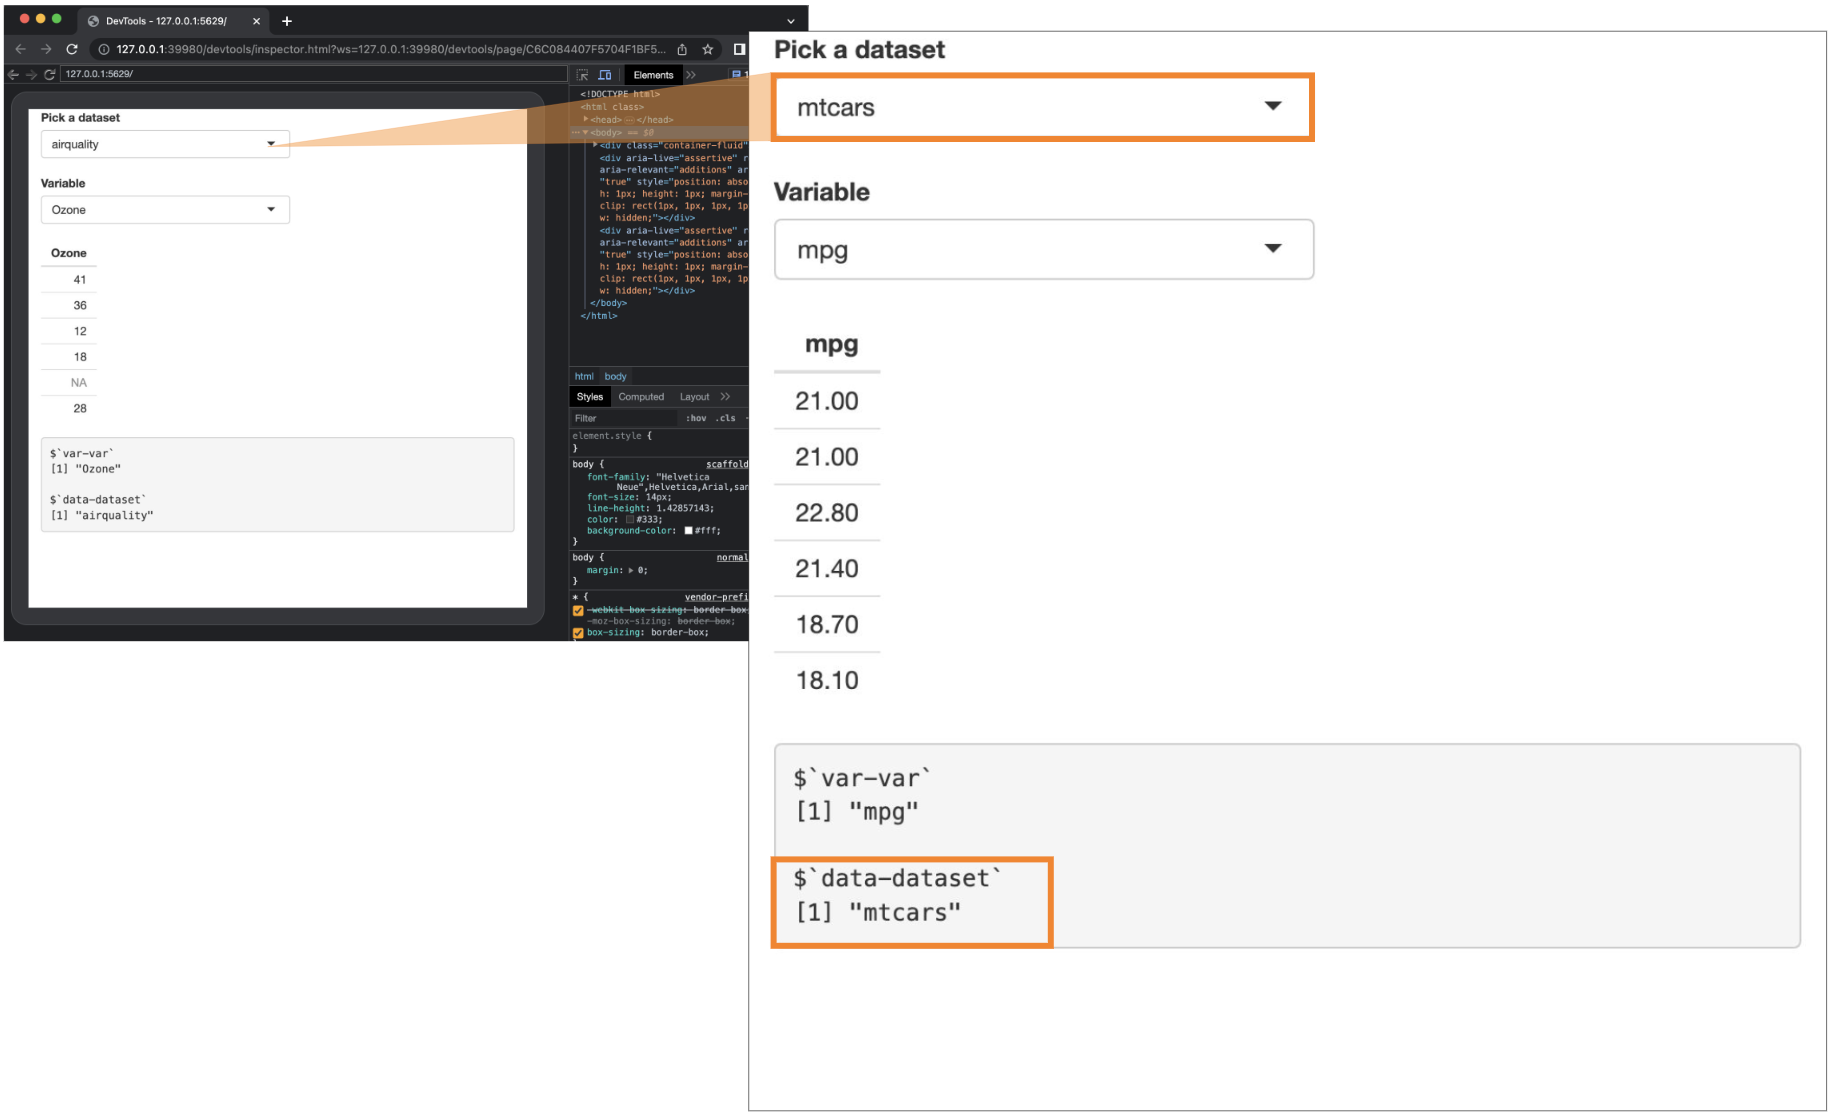 DevTools - 127.0.0.1:5629/
127.0.0.1:39980/devtools/inspector.html?ws=127.0.0.1:39980/devtools/page/C6C084407F5704F1BF5...
127.0.0.1:5629/
Elements
1
Pick a dataset
airquality
Variable
Ozone
Ozone
41
36
12
18
NA
28
$`var-var`
[1] "Ozone"
$`data-dataset`
[1] "airquality"
<!DOCTYPE html>
<html class>
<head>⋯</head>
⋯ <body> == $0
<div class="container-fluid"
<div aria-live="assertive" r
aria-relevant="additions" ar
"true" style="position: abso
h: 1px; height: 1px; margin-
clip: rect(1px, 1px, 1px, 1p
w: hidden;"></div>
<div aria-live="assertive" r
aria-relevant="additions" ar
"true" style="position: abso
h: 1px; height: 1px; margin-
clip: rect(1px, 1px, 1px, 1p
w: hidden;"></div>
</body>
</html>
html body
Styles Computed Layout
Filter :hov .cls
element.style {
}
body { scaffold
font-family: "Helvetica
Neue",Helvetica,Arial,san
font-size: 14px;
line-height: 1.42857143;
color: #333;
background-color: #fff;
}
body { normal
margin: 0;
}
* { vendor-prefi
-webkit-box-sizing: border-box;
-moz-box-sizing: border-box;
box-sizing: border-box;
Pick a dataset
mtcars
Variable
mpg
mpg
21.00
21.00
22.80
21.40
18.70
18.10
$`var-var`
[1] "mpg"
$`data-dataset`
[1] "mtcars"